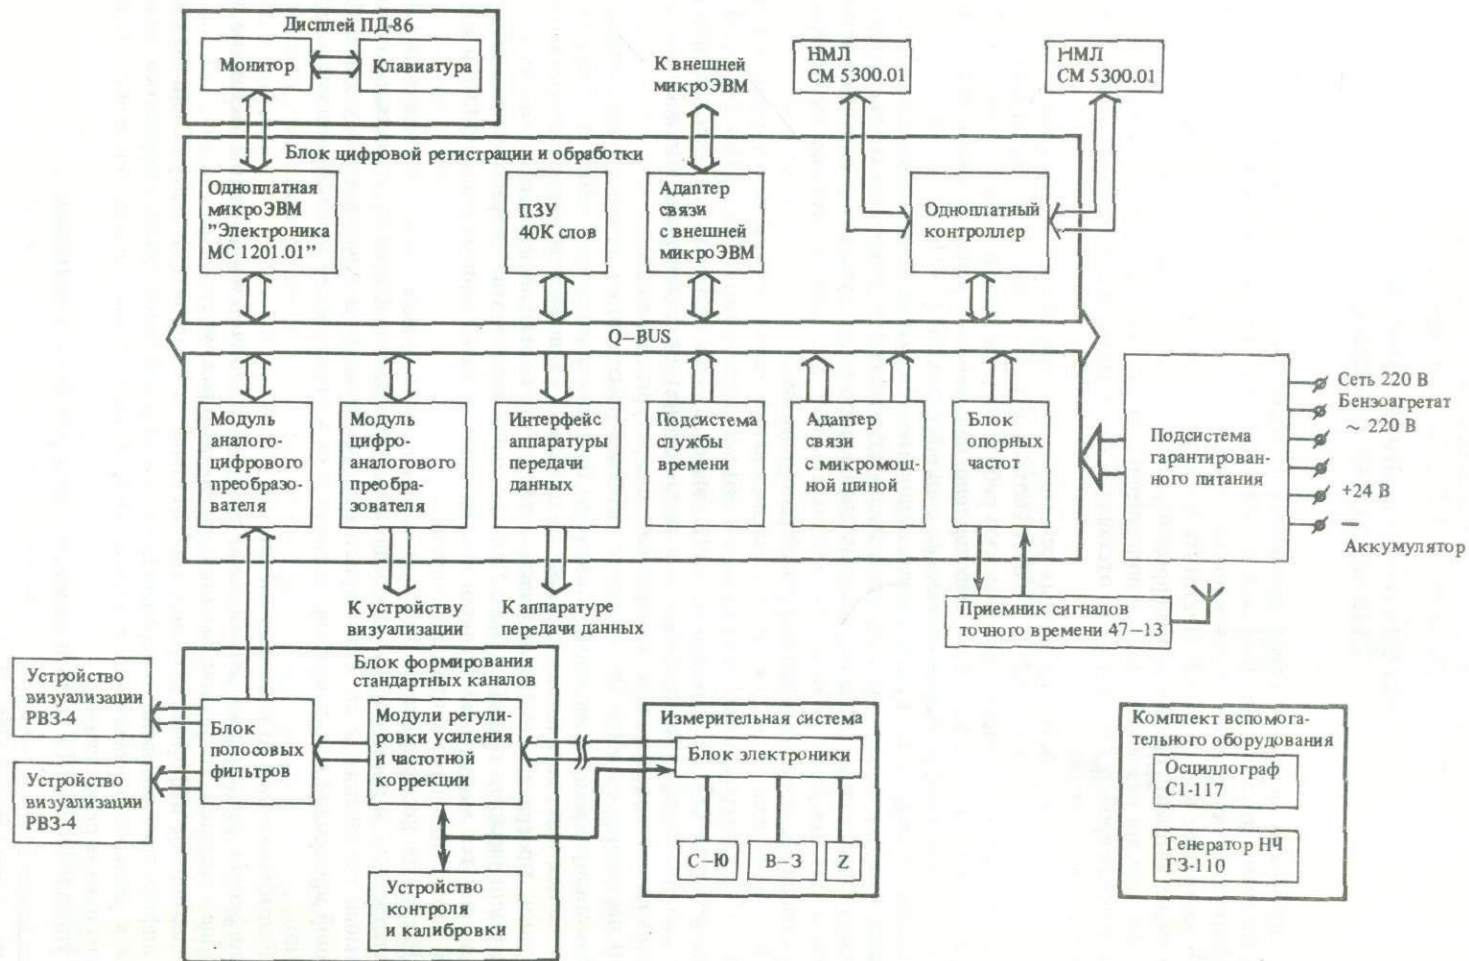 Дисплей ПД-86
Монитор
Клавиатура
К внешней
микроЭВМ
НМЛ
СМ 5300.01
НМЛ
СМ 5300.01
Блок цифровой регистрации и обработки
Одноплатная
микроЭВМ
"Электроника
МС 1201.01"
ПЗУ
40К слов
Адаптер
связи
с внешней
микроЭВМ
Одноплатный
контроллер
Q—BUS
Модуль
аналого-
цифрового
преобразо-
вателя
Модуль
цифро-
аналогового
преобра-
зователя
Интерфейс
аппаратуры
передачи
данных
Подсистема
службы
времени
Адаптер
связи
с микромощ-
ной шиной
Блок
опорных
частот
Подсистема
гарантирован-
ного питания
Сеть 220 В
Бензоагретат
~ 220 В
+24 В
—
Аккумулятор
К устройству
визуализации
К аппаратуре
передачи данных
Приемник сигналов
точного времени 47—13
Блок формирования
стандартных каналов
Устройство
визуализации
РВЗ-4
Устройство
визуализации
РВЗ-4
Блок
полосовых
фильтров
Модули регули-
ровки усиления
и частотной
коррекции
Устройство
контроля
и калибровки
Измерительная система
Блок электроники
С—Ю
В—З
Z
Комплект вспомога-
тельного оборудования
Осциллограф
С1-117
Генератор НЧ
ГЗ-110